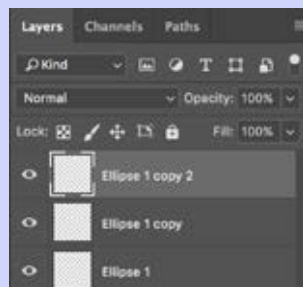 Layers Channels Paths
Kind
Normal Opacity: 100%
Lock: Fill: 100%
Ellipse 1 copy 2
Ellipse 1 copy
Ellipse 1